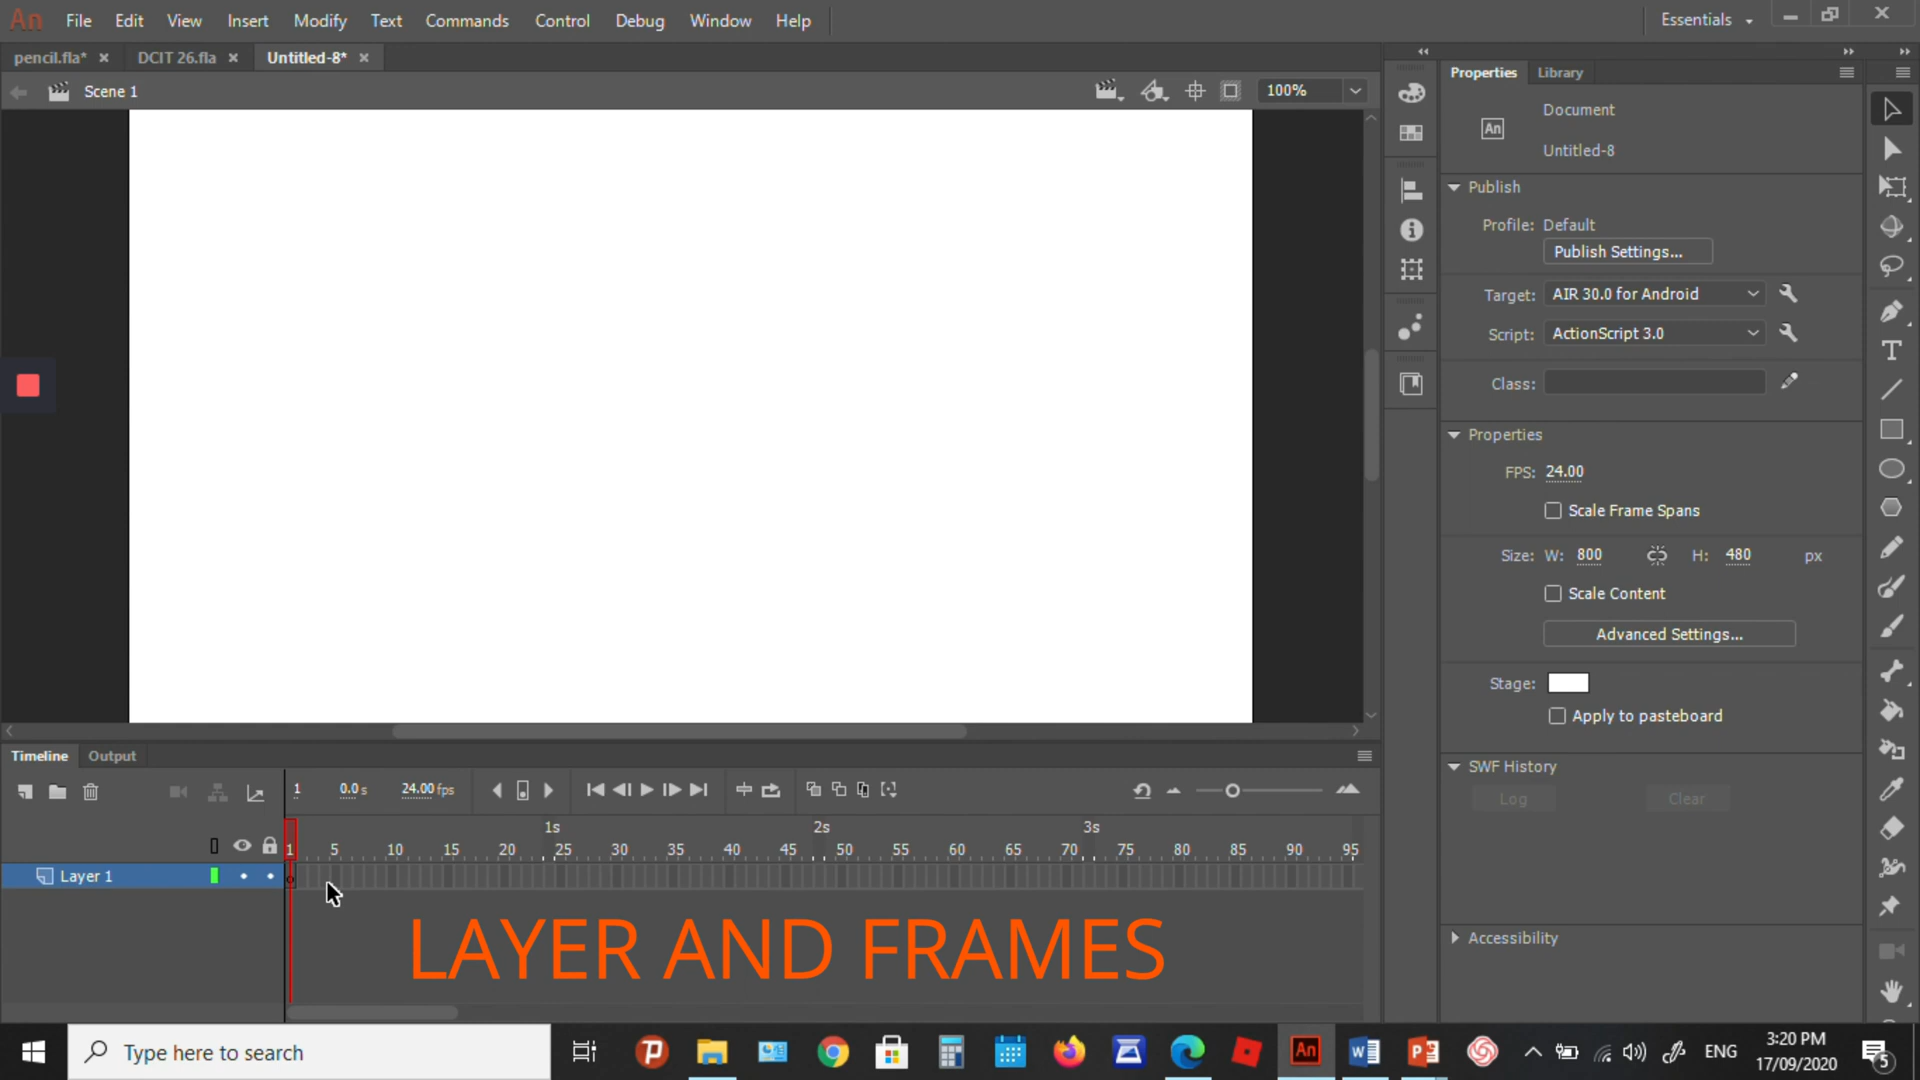 An File Edit View Insert Modify Text Commands Control Debug Window Help Essentials
pencil.fla* DCIT 26.fla Untitled-8*
Scene 1 100%
Properties Library
Document
An
Untitled-8
Publish
Profile: Default
Publish Settings...
Target: AIR 30.0 for Android
Script: ActionScript 3.0
Class:
Properties
FPS: 24.00
Scale Frame Spans
Size: W: 800 H: 480 px
Scale Content
Advanced Settings...
Stage:
Apply to pasteboard
SWF History
Log Clear
Accessibility
Timeline Output
1 0.0s 24.00 fps
1s 2s 3s
1 5 10 15 20 25 30 35 40 45 50 55 60 65 70 75 80 85 90 95
Layer 1
LAYER AND FRAMES
Type here to search
An
ENG
3:20 PM
17/09/2020
5